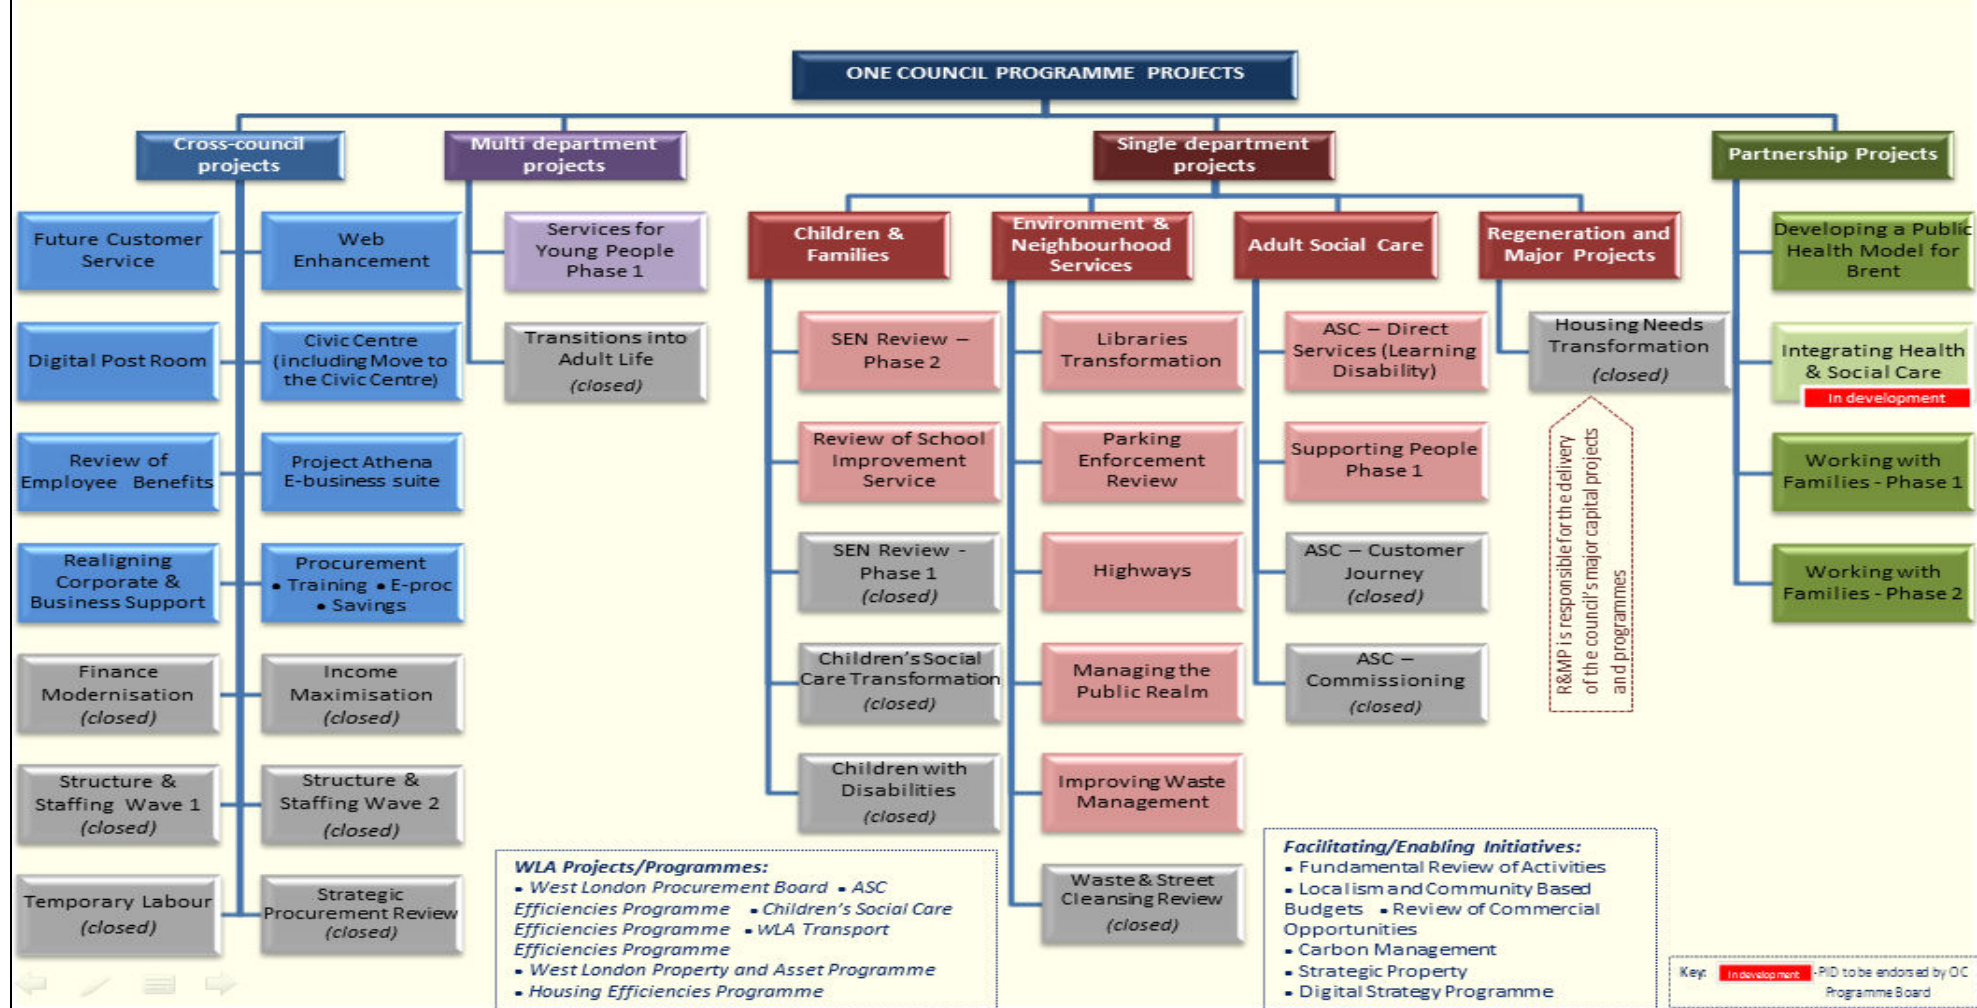 ONE COUNCIL PROGRAMME PROJECTS
Cross-council
projects
Future Customer
Service
Web
Enhancement
Digital Post Room
Civic Centre
(including Move to
the Civic Centre)
Review of
Employee Benefits
Project Athena
E-business suite
Realigning
Corporate &
Business Support
Procurement
• Training • E-proc
• Savings
Finance
Modernisation
(closed)
Income
Maximisation
(closed)
Structure &
Staffing Wave 1
(closed)
Structure &
Staffing Wave 2
(closed)
Temporary Labour
(closed)
Strategic
Procurement Review
(closed)
Multi department
projects
Services for
Young People
Phase 1
Transitions into
Adult Life
(closed)
Single department
projects
Children &
Families
SEN Review –
Phase 2
Review of School
Improvement
Service
SEN Review -
Phase 1
(closed)
Children's Social
Care Transformation
(closed)
Children with
Disabilities
(closed)
Environment &
Neighbourhood
Services
Libraries
Transformation
Parking
Enforcement
Review
Highways
Managing the
Public Realm
Improving Waste
Management
Waste & Street
Cleansing Review
(closed)
Adult Social Care
ASC – Direct
Services (Learning
Disability)
Supporting People
Phase 1
ASC – Customer
Journey
(closed)
ASC –
Commissioning
(closed)
Regeneration and
Major Projects
Housing Needs
Transformation
(closed)
R&MP is responsible for the delivery
of the council's major capital projects
and programmes
Partnership Projects
Developing a Public
Health Model for
Brent
Integrating Health
& Social Care
In development
Working with
Families - Phase 1
Working with
Families - Phase 2
WLA Projects/Programmes:
• West London Procurement Board • ASC
Efficiencies Programme • Children's Social Care
Efficiencies Programme • WLA Transport
Efficiencies Programme
• West London Property and Asset Programme
• Housing Efficiencies Programme
Facilitating/Enabling Initiatives:
• Fundamental Review of Activities
• Localism and Community Based
Budgets • Review of Commercial
Opportunities
• Carbon Management
• Strategic Property
• Digital Strategy Programme
Key: In development -PID to be endorsed by OC
Programme Board